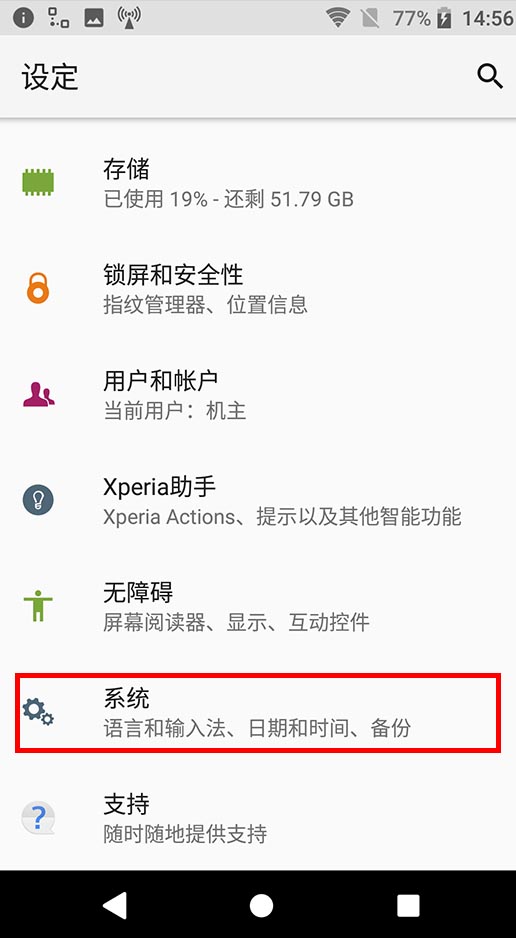 77% 14:56
设定
存储
已使用 19% - 还剩 51.79 GB
锁屏和安全性
指纹管理器、位置信息
用户和帐户
当前用户：机主
Xperia助手
Xperia Actions、提示以及其他智能功能
无障碍
屏幕阅读器、显示、互动控件
系统
语言和输入法、日期和时间、备份
支持
随时随地提供支持